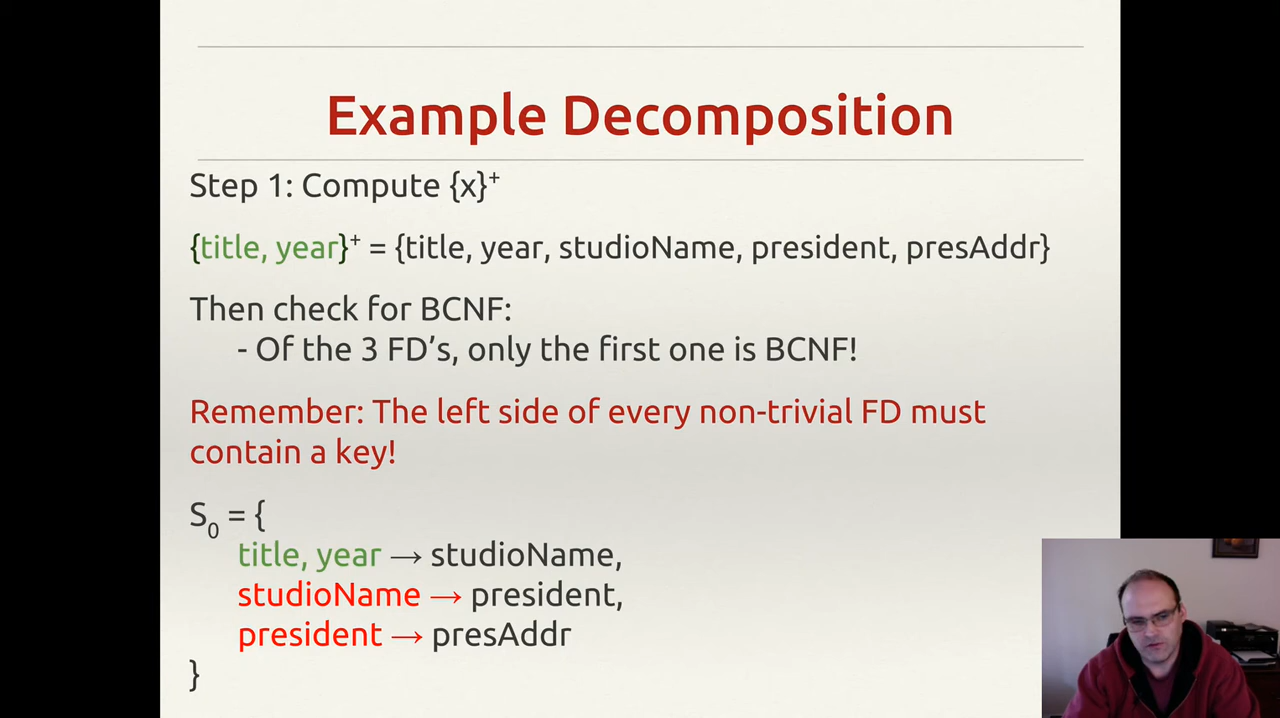 Example Decomposition
Step 1: Compute {x}⁺
{title, year}⁺ = {title, year, studioName, president, presAddr}
Then check for BCNF:
- Of the 3 FD’s, only the first one is BCNF!
Remember: The left side of every non-trivial FD must
contain a key!
S₀ = {
title, year → studioName,
studioName → president,
president → presAddr
}